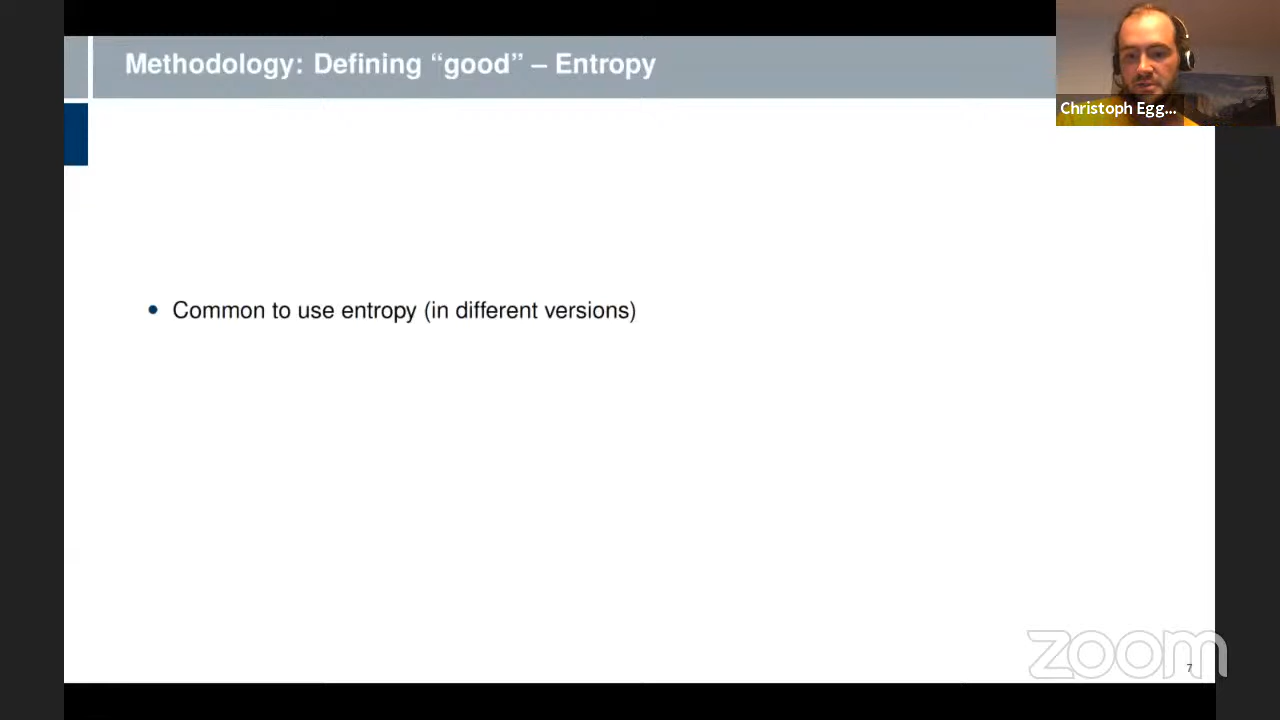 Methodology: Defining “good” – Entropy
Christoph Egg...
• Common to use entropy (in different versions)
zoom
7